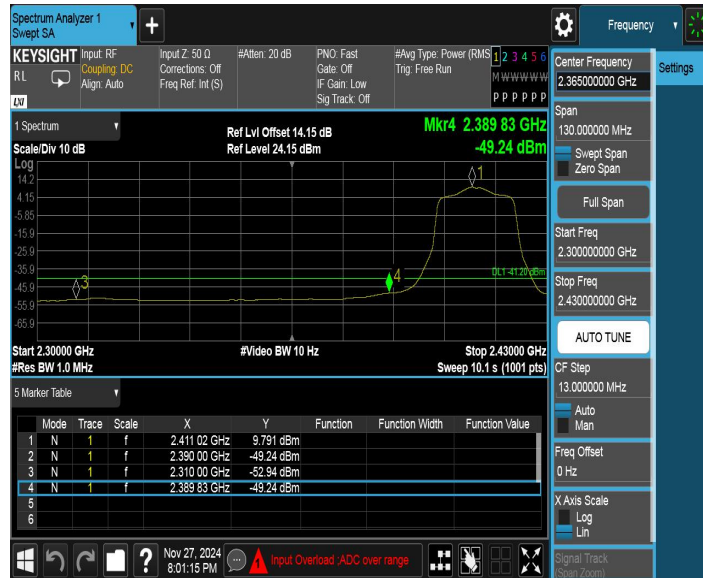 Spectrum Analyzer 1
Swept SA
+
Frequency
KEYSIGHT
RL
LXI
Input: RF
Coupling: DC
Align: Auto
Input Z: 50 Ω
Corrections: Off
Freq Ref: Int (S)
#Atten: 20 dB
PNO: Fast
Gate: Off
IF Gain: Low
Sig Track: Off
#Avg Type: Power (RMS
Trig: Free Run
1 2 3 4 5 6
M W W W W W
P P P P P P
1 Spectrum
Scale/Div 10 dB
Ref Lvl Offset 14.15 dB
Ref Level 24.15 dBm
Mkr4 2.389 83 GHz
-49.24 dBm
Log
14.2
4.15
-5.85
-15.9
-25.9
-35.9
-45.9
-55.9
-65.9
1
3
4
DL1 -41.20 dBm
Start 2.30000 GHz
#Res BW 1.0 MHz
#Video BW 10 Hz
Stop 2.43000 GHz
Sweep 10.1 s (1001 pts)
5 Marker Table
Mode Trace Scale X Y Function Function Width Function Value
1 N 1 f 2.411 02 GHz 9.791 dBm
2 N 1 f 2.390 00 GHz -49.24 dBm
3 N 1 f 2.310 00 GHz -52.94 dBm
4 N 1 f 2.389 83 GHz -49.24 dBm
5
6
?
Nov 27, 2024
8:01:15 PM
Input Overload :ADC over range
Center Frequency
2.365000000 GHz
Span
130.000000 MHz
Swept Span
Zero Span
Full Span
Start Freq
2.300000000 GHz
Stop Freq
2.430000000 GHz
AUTO TUNE
CF Step
13.000000 MHz
Auto
Man
Freq Offset
0 Hz
X Axis Scale
Log
Lin
Signal Track
(Span Zoom)
Settings